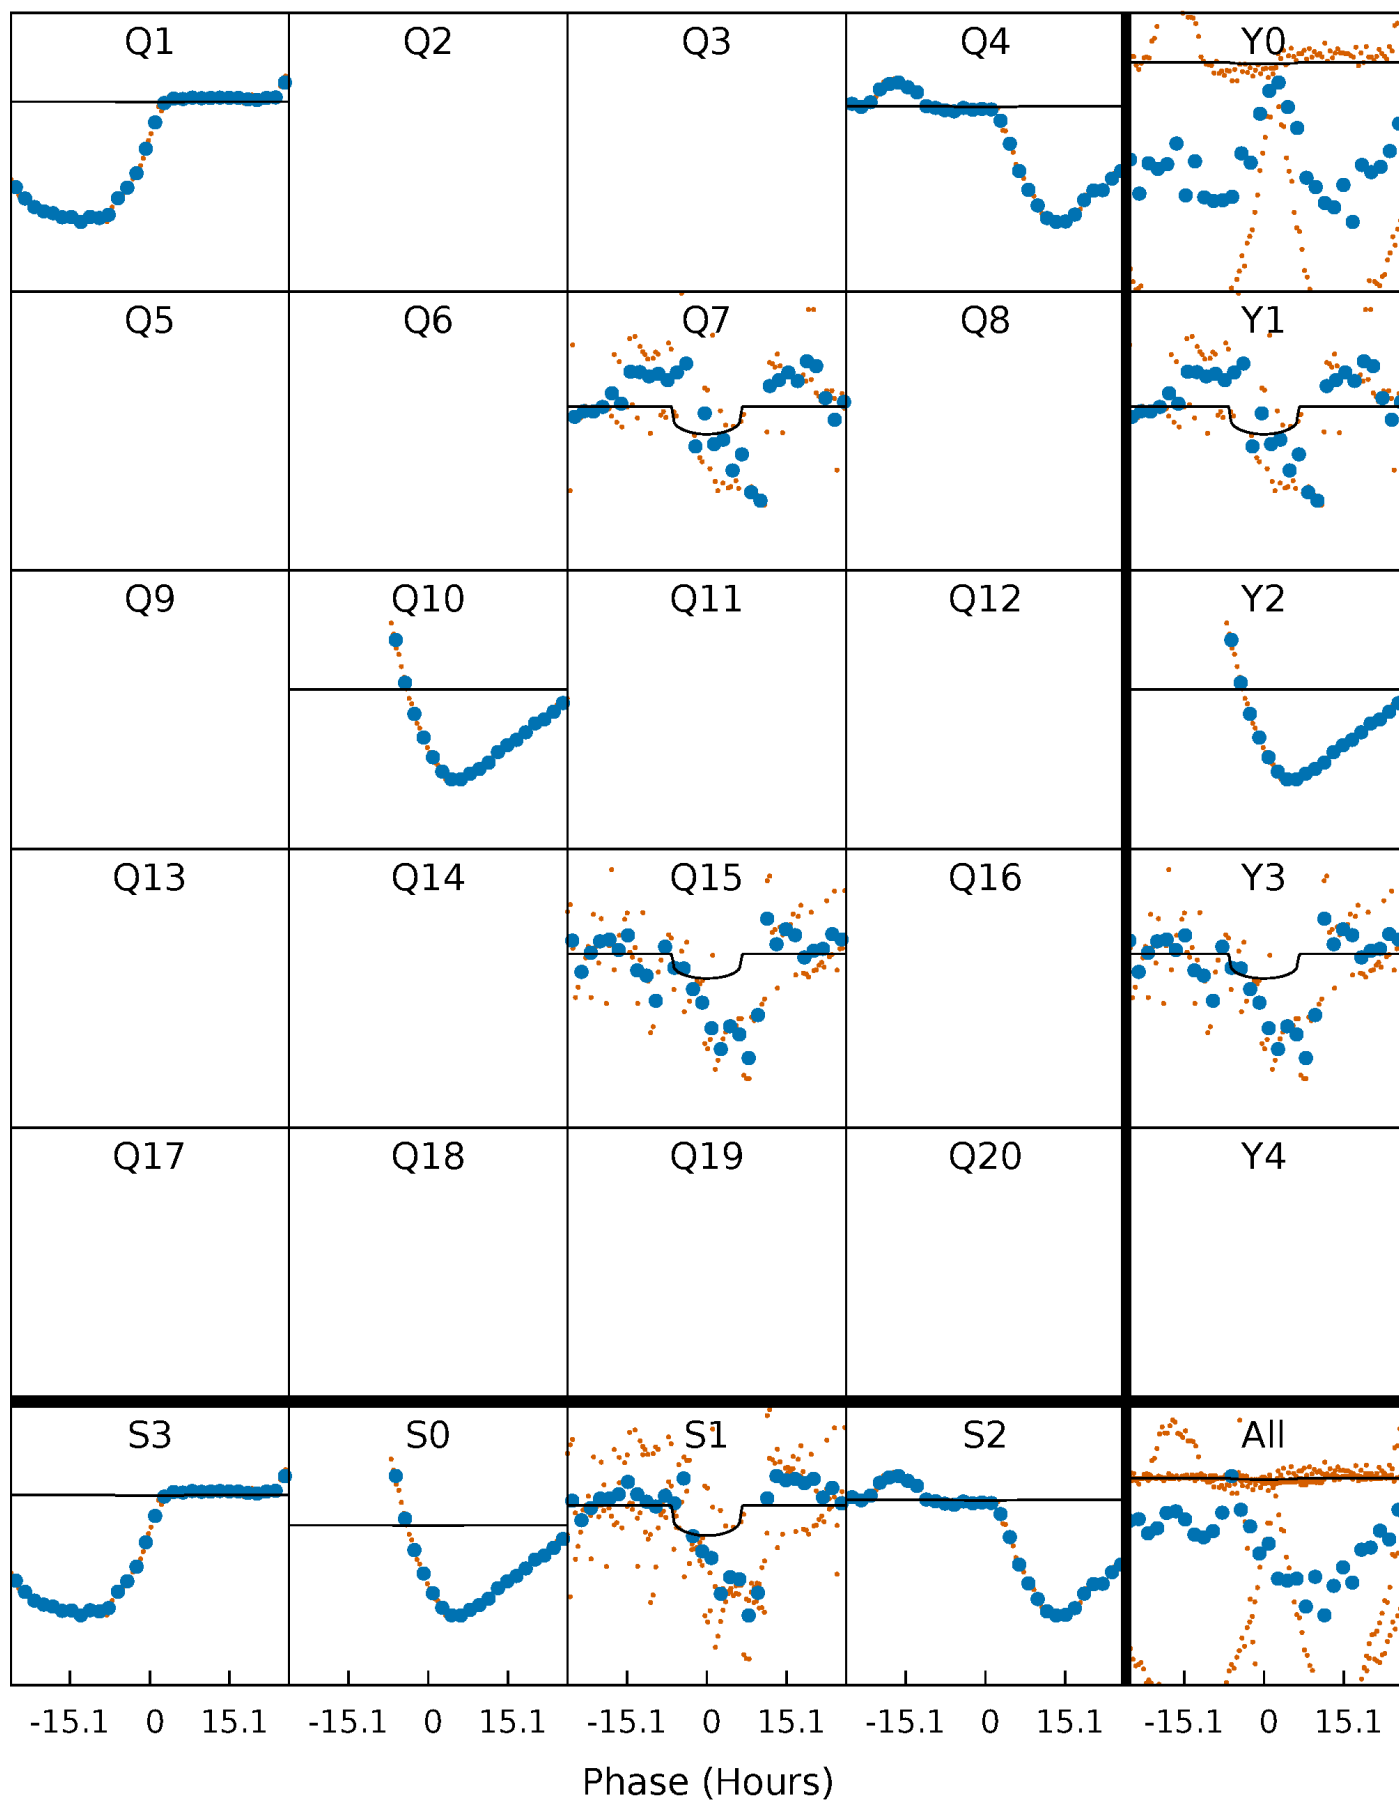 Q1 Q2 Q3 Q4 Y0
Q5 Q6 Q7 Q8 Y1
Q9 Q10 Q11 Q12 Y2
Q13 Q14 Q15 Q16 Y3
Q17 Q18 Q19 Q20 Y4
S3 S0 S1 S2 All
-15.1 0 15.1 -15.1 0 15.1 -15.1 0 15.1 -15.1 0 15.1 -15.1 0 15.1
Phase (Hours)